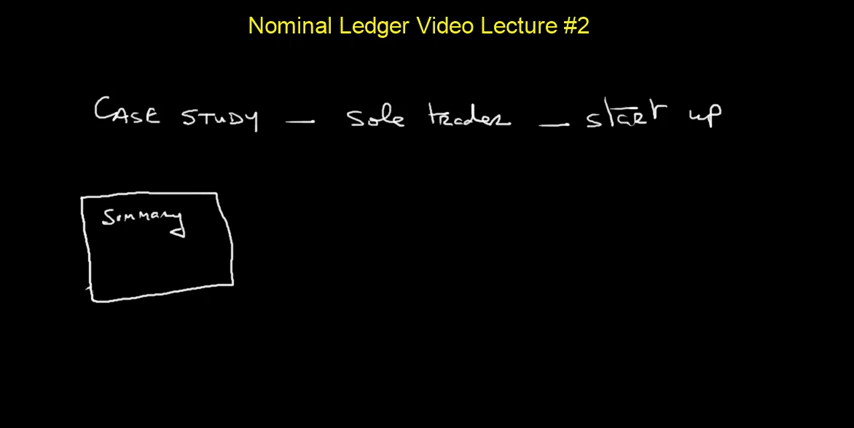 Nominal Ledger Video Lecture #2
CASE STUDY — sole trader — start up
Summary